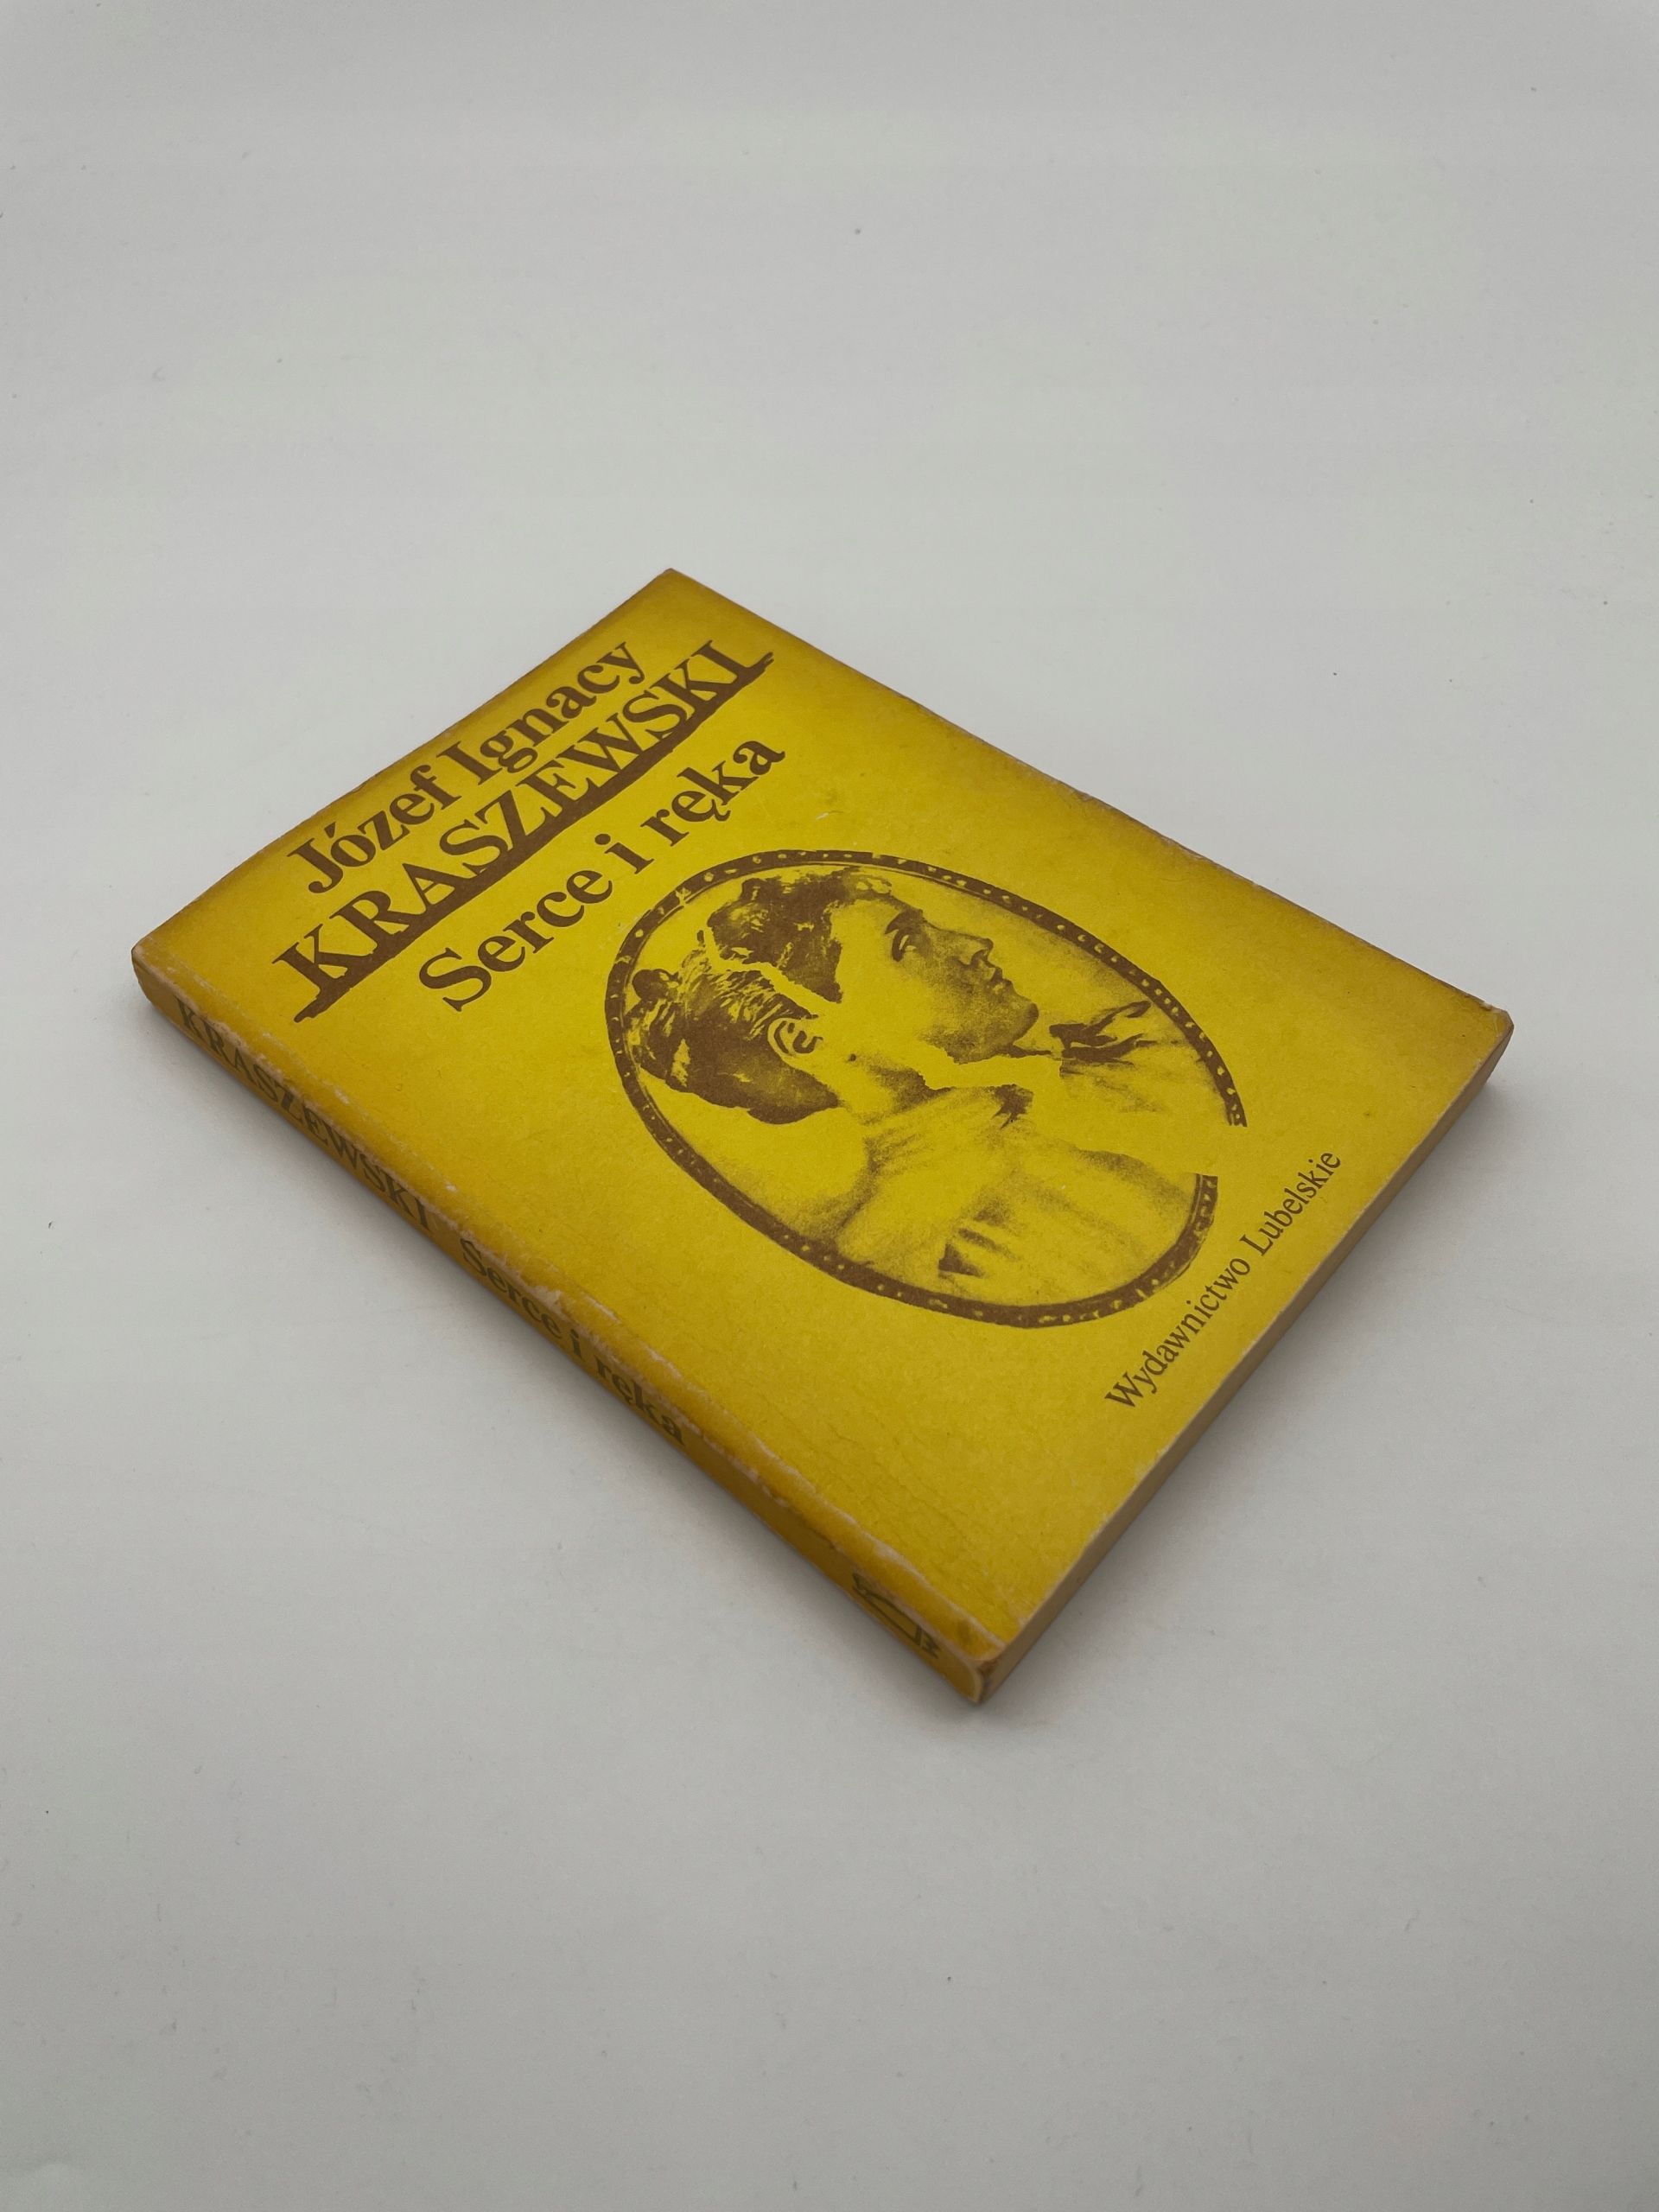 Józef Ignacy
KRASZEWSKI
Serce i ręka
Wydawnictwo Lubelskie
KRASZEWSKI Serce i ręka